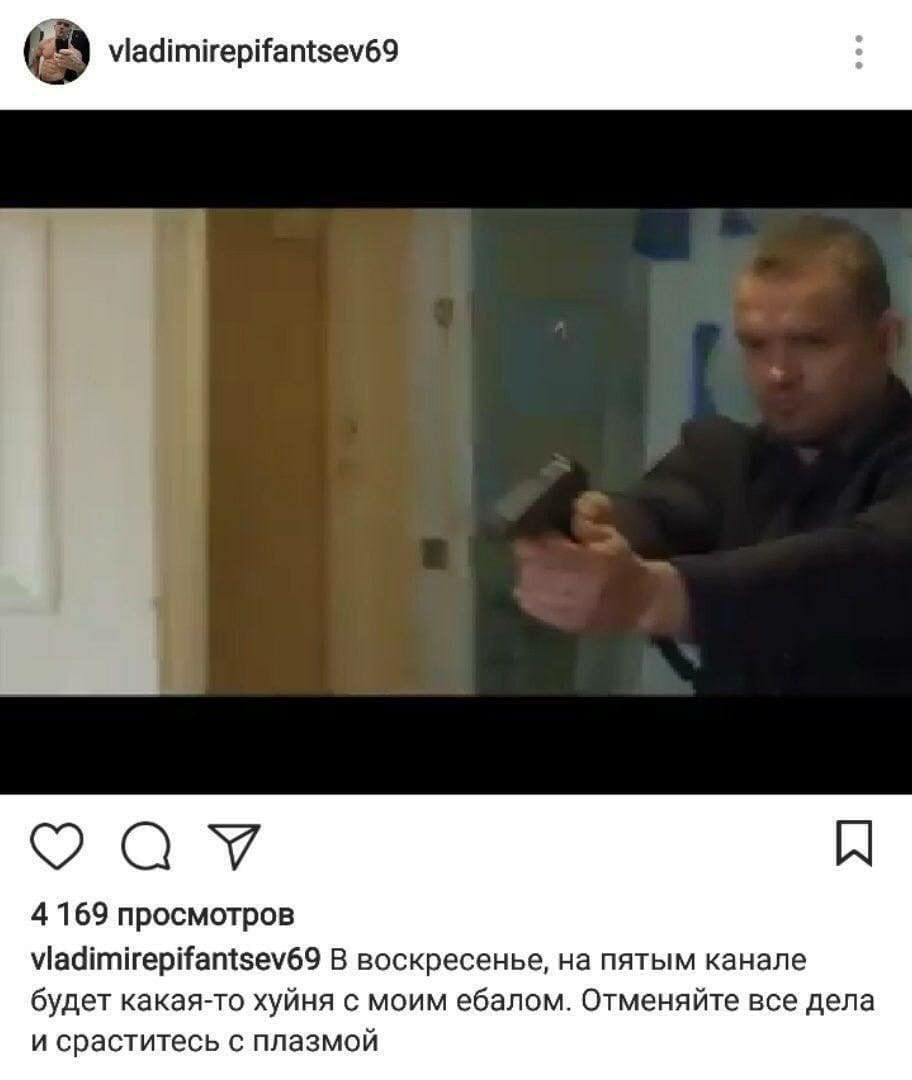 vladimirepifantsev69
4 169 просмотров
vladimirepifantsev69 В воскресенье, на пятым канале
будет какая-то хуйня с моим ебалом. Отменяйте все дела
и сраститесь с плазмой